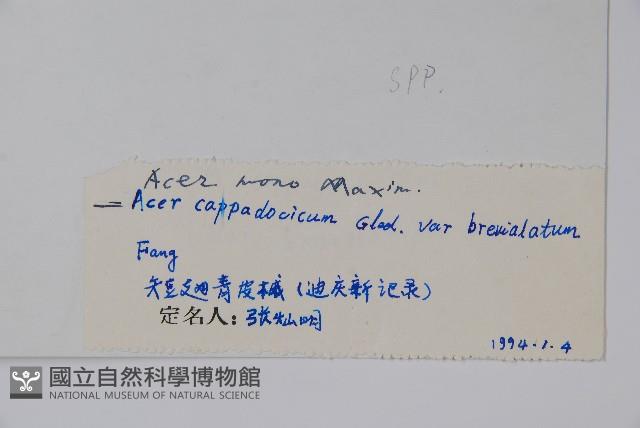 SPP.
Acer mono Maxim.
Acer cappadocicum Gled. var brevialatum
Fang
短翅青皮槭(迪庆新记录)
定名人:张灿明
1994.1.4
國立自然科學博物館
NATIONAL MUSEUM OF NATURAL SCIENCE